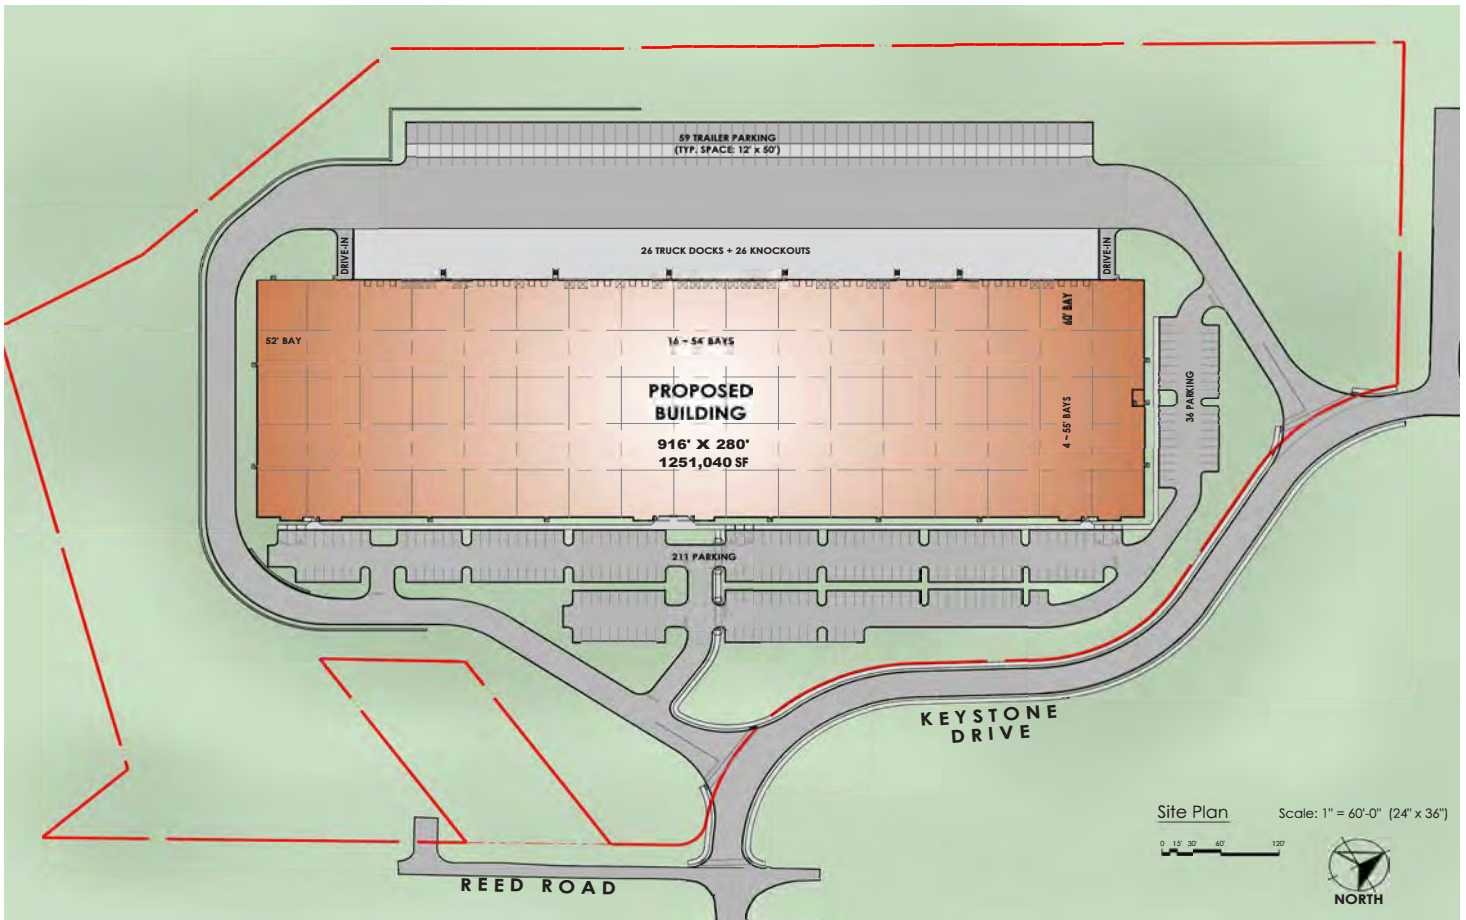 59 TRAILER PARKING
(TYP. SPACE: 12' x 50')
DRIVE-IN
26 TRUCK DOCKS + 26 KNOCKOUTS
DRIVE-IN
60' BAY
52' BAY
16 ~ 54' BAYS
PROPOSED
BUILDING
916' X 280'
1251,040 SF
4 ~ 55' BAYS
36 PARKING
211 PARKING
KEYSTONE
DRIVE
REED ROAD
Site Plan
Scale: 1" = 60'-0" (24" x 36")
0 15' 30' 60' 120'
NORTH